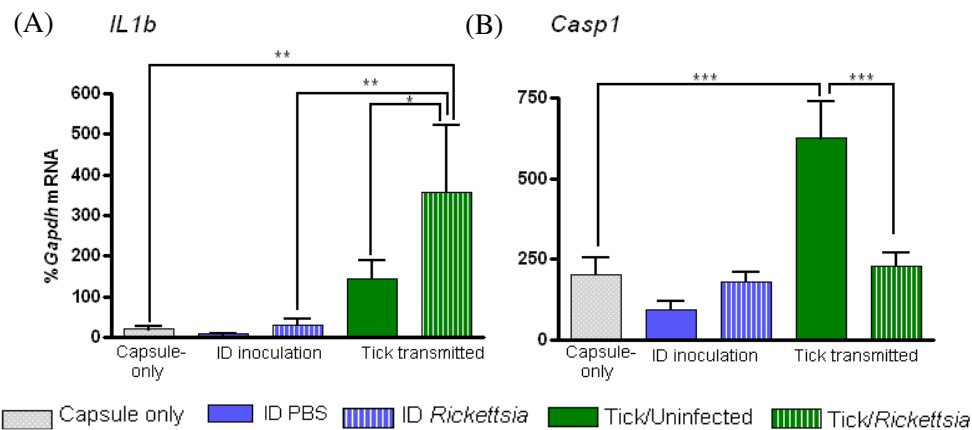 (A) IL1b
** 
** 
*
600
500
400
300
200
100
0
%Gapdh mRNA
Capsule-only
ID inoculation
Tick transmitted
(B) Casp1
***
***
750
500
250
0
Capsule-only
ID inoculation
Tick transmitted
Capsule only
ID PBS
ID Rickettsia
Tick/Uninfected
Tick/Rickettsia